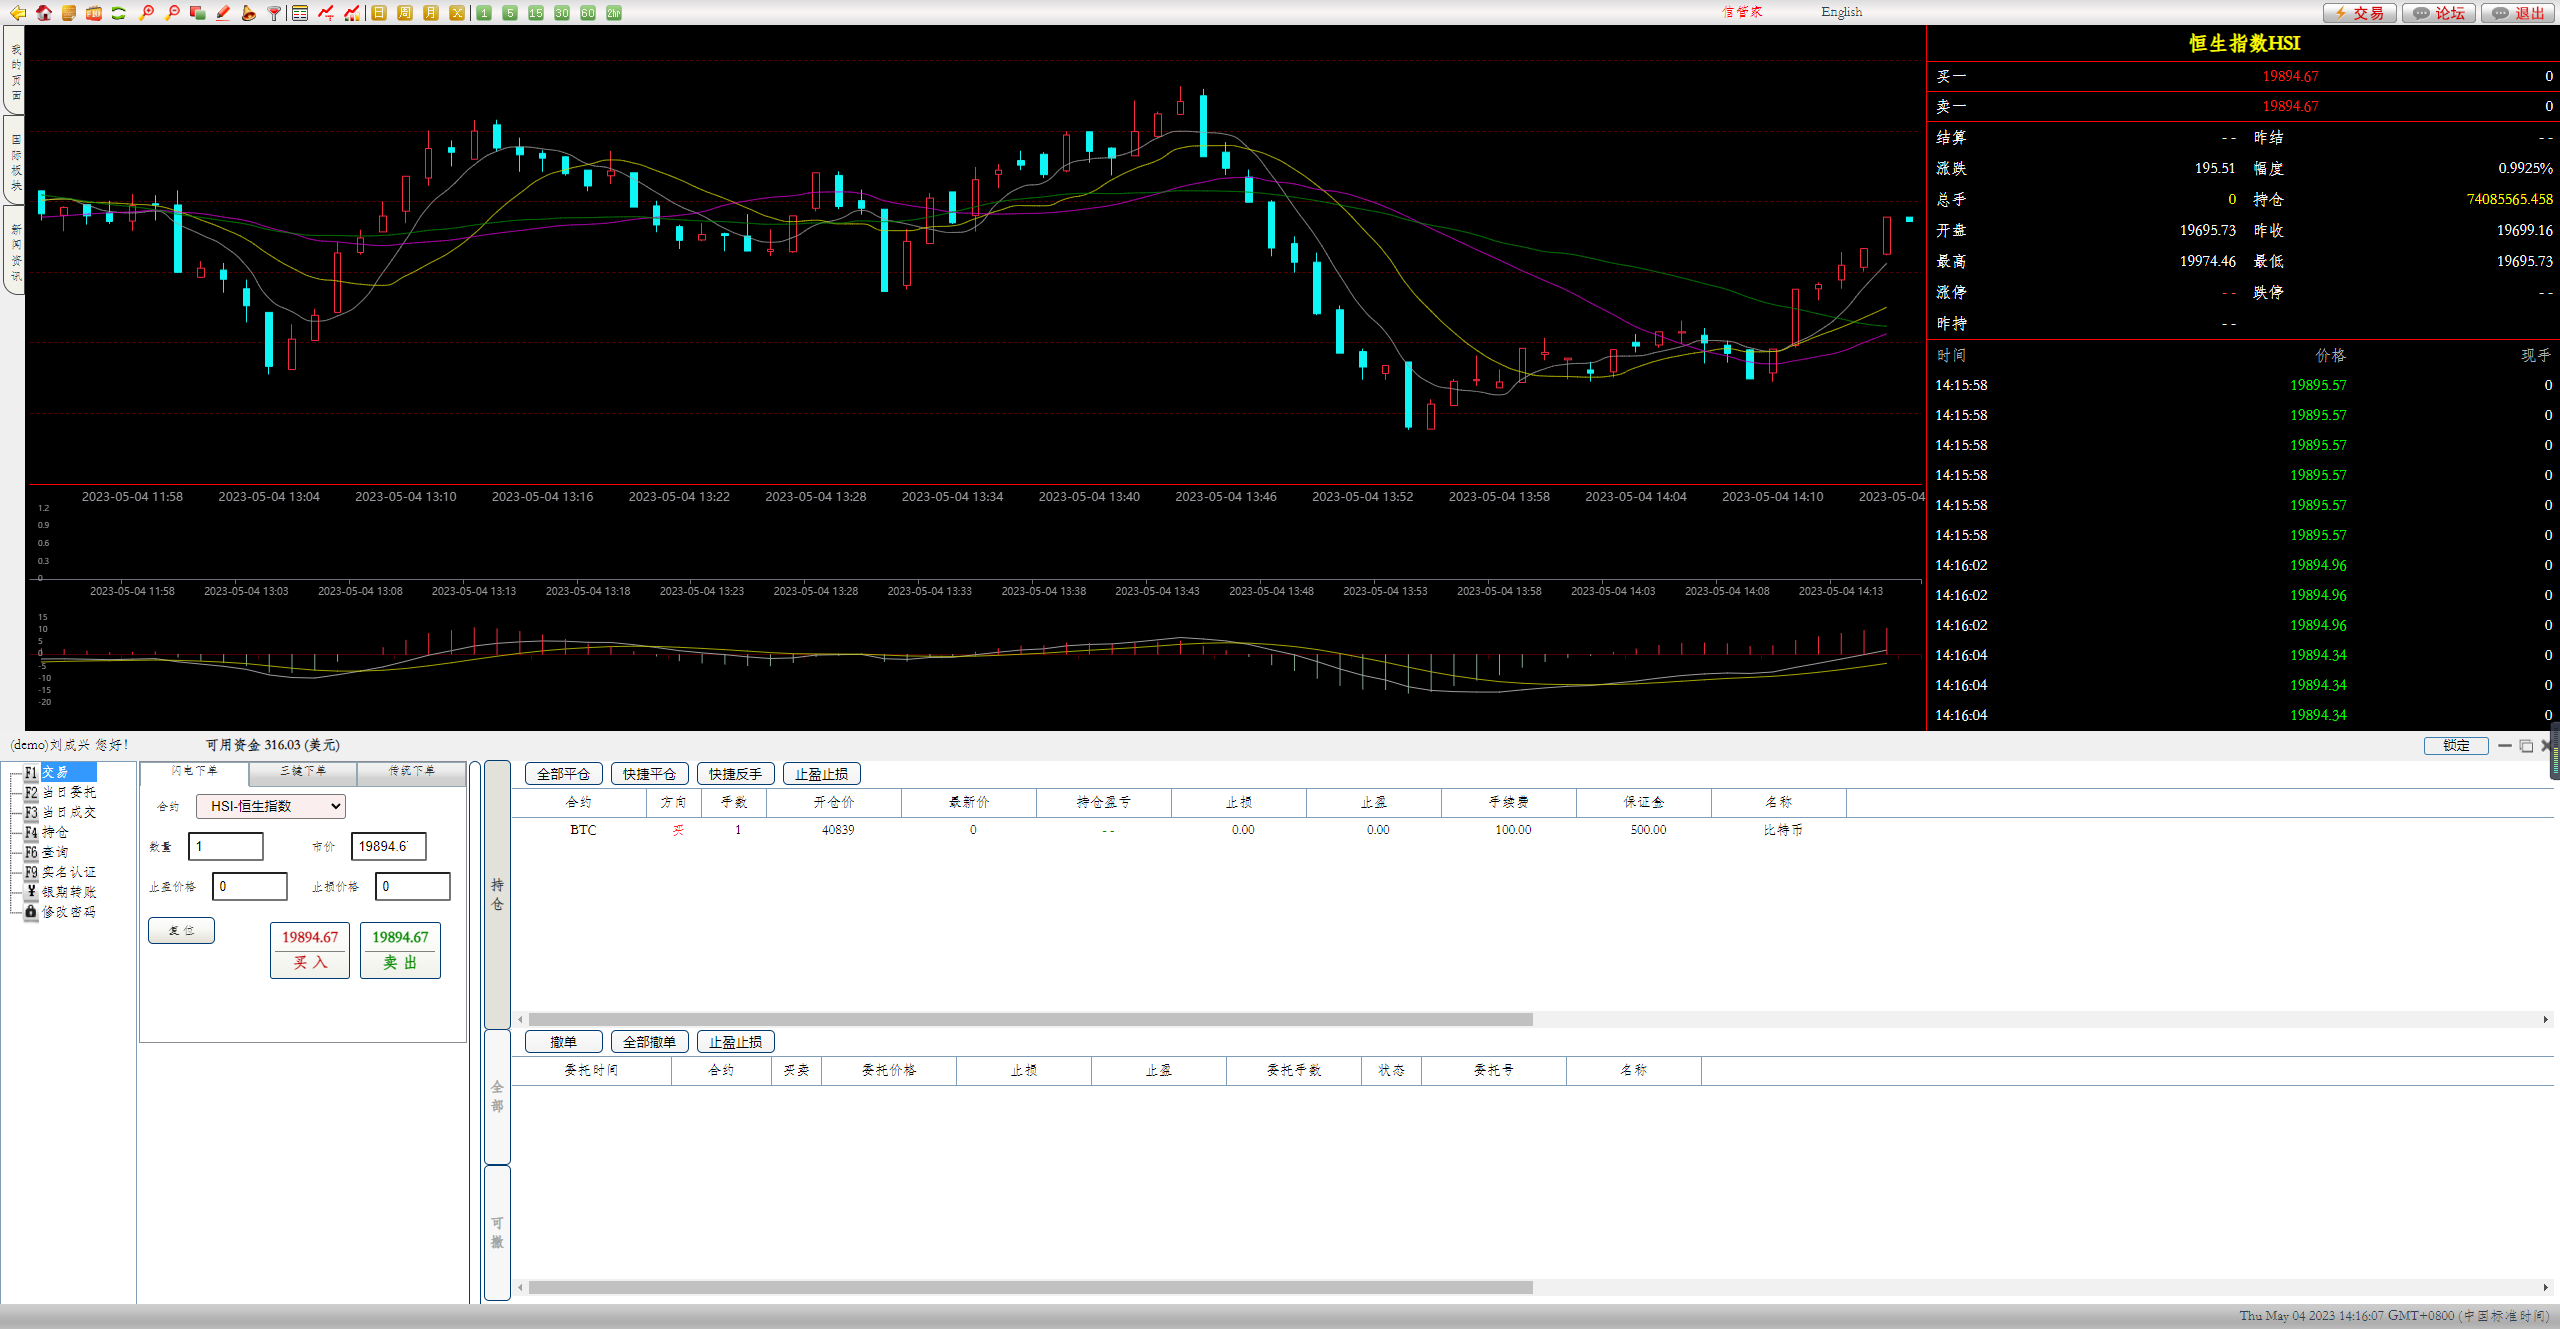 日 周 月 X 1 5 15 30 60 2hr 信管家 English 交易 论坛 退出
我的页面
国际板块
新闻资讯
恒生指数HSI
买一 19894.67 0
卖一 19894.67 0
结算 -- 昨结 --
涨跌 195.51 幅度 0.9925%
总手 0 持仓 74085565.458
开盘 19695.73 昨收 19699.16
最高 19974.46 最低 19695.73
涨停 -- 跌停 --
昨持 --
时间 价格 现手
14:15:58 19895.57 0
14:15:58 19895.57 0
14:15:58 19895.57 0
14:15:58 19895.57 0
14:15:58 19895.57 0
14:15:58 19895.57 0
14:16:02 19894.96 0
14:16:02 19894.96 0
14:16:02 19894.96 0
14:16:04 19894.34 0
14:16:04 19894.34 0
14:16:04 19894.34 0
2023-05-04 11:58 2023-05-04 13:04 2023-05-04 13:10 2023-05-04 13:16 2023-05-04 13:22 2023-05-04 13:28 2023-05-04 13:34 2023-05-04 13:40 2023-05-04 13:46 2023-05-04 13:52 2023-05-04 13:58 2023-05-04 14:04 2023-05-04 14:10 2023-05-04
1.2
0.9
0.6
0.3
0
2023-05-04 11:58 2023-05-04 13:03 2023-05-04 13:08 2023-05-04 13:13 2023-05-04 13:18 2023-05-04 13:23 2023-05-04 13:28 2023-05-04 13:33 2023-05-04 13:38 2023-05-04 13:43 2023-05-04 13:48 2023-05-04 13:53 2023-05-04 13:58 2023-05-04 14:03 2023-05-04 14:08 2023-05-04 14:13
15
10
5
0
-5
-10
-15
-20
(demo)刘成兴 您好! 可用资金 316.03 (美元) 锁定
F1 交易
F2 当日委托
F3 当日成交
F4 持仓
F6 查询
F9 实名认证
¥ 银期转账
修改密码
闪电下单 三键下单 传统下单
合约 HSI-恒生指数
数量 1 市价 19894.67
止盈价格 0 止损价格 0
复位
19894.67 19894.67
买入 卖出
持仓
全部
可撤
全部平仓 快捷平仓 快捷反手 止盈止损
合约 方向 手数 开仓价 最新价 持仓盈亏 止损 止盈 手续费 保证金 名称
BTC 买 1 40839 0 -- 0.00 0.00 100.00 500.00 比特币
撤单 全部撤单 止盈止损
委托时间 合约 买卖 委托价格 止损 止盈 委托手数 状态 委托号 名称
Thu May 04 2023 14:16:07 GMT+0800 (中国标准时间)